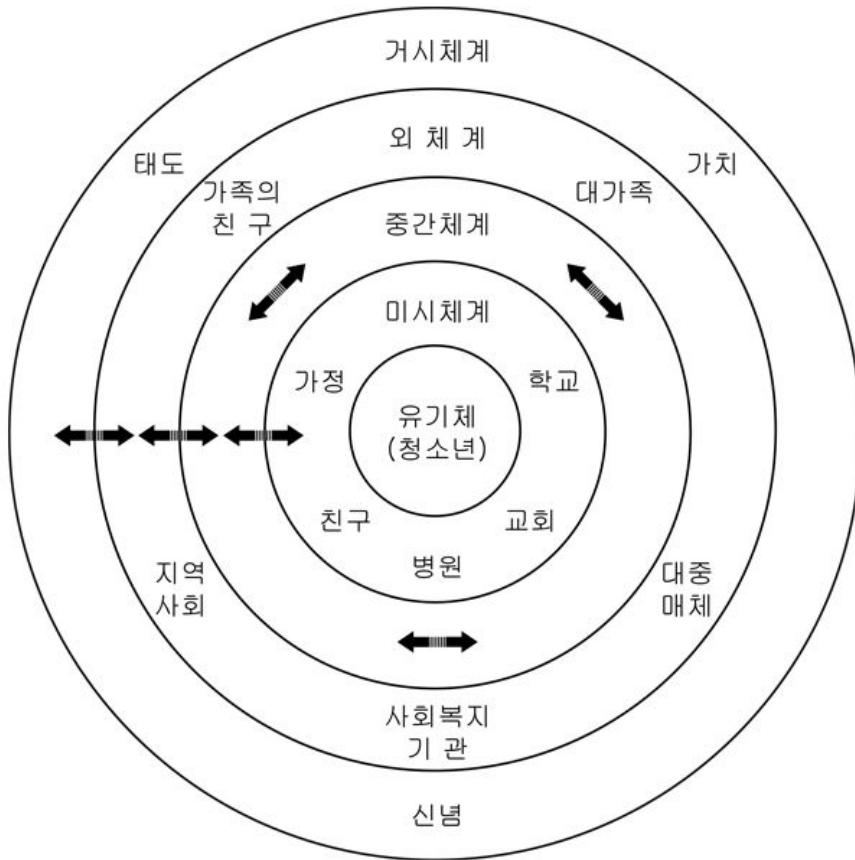 거시체계
외 체 계
태도
가치
가족의
친 구
대가족
중간체계
미시체계
가정
학교
유기체
(청소년)
친구
교회
병원
지역
사회
대중
매체
사회복지
기 관
신녕